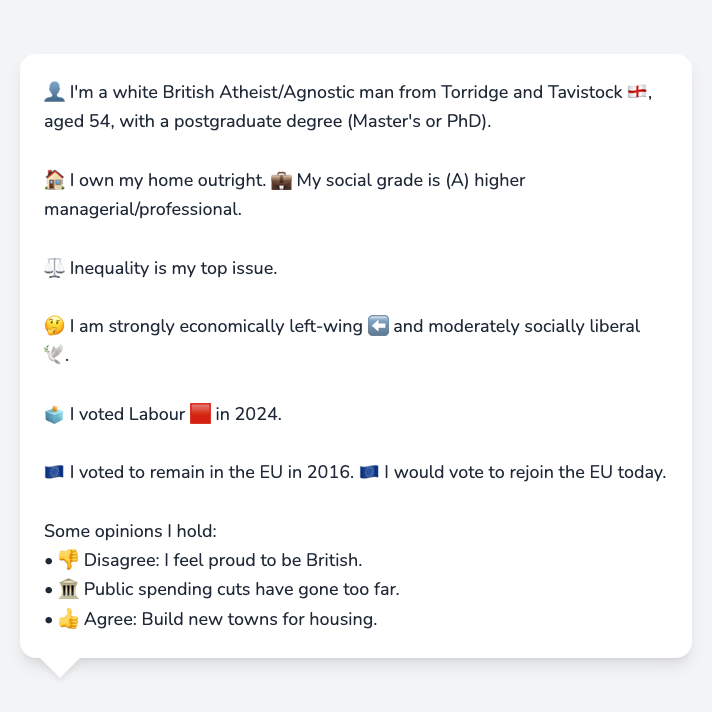 👤 I'm a white British Atheist/Agnostic man from Torridge and Tavistock 🏴󠁧󠁢󠁥󠁮󠁧󠁿,
aged 54, with a postgraduate degree (Master's or PhD).
🏠 I own my home outright. 💼 My social grade is (A) higher
managerial/professional.
⚖️ Inequality is my top issue.
🤔 I am strongly economically left-wing ⬅️ and moderately socially liberal
🕊️.
🗳️ I voted Labour 🟥 in 2024.
🇪🇺 I voted to remain in the EU in 2016. 🇪🇺 I would vote to rejoin the EU today.
Some opinions I hold:
• 👎 Disagree: I feel proud to be British.
• 🏛️ Public spending cuts have gone too far.
• 👍 Agree: Build new towns for housing.